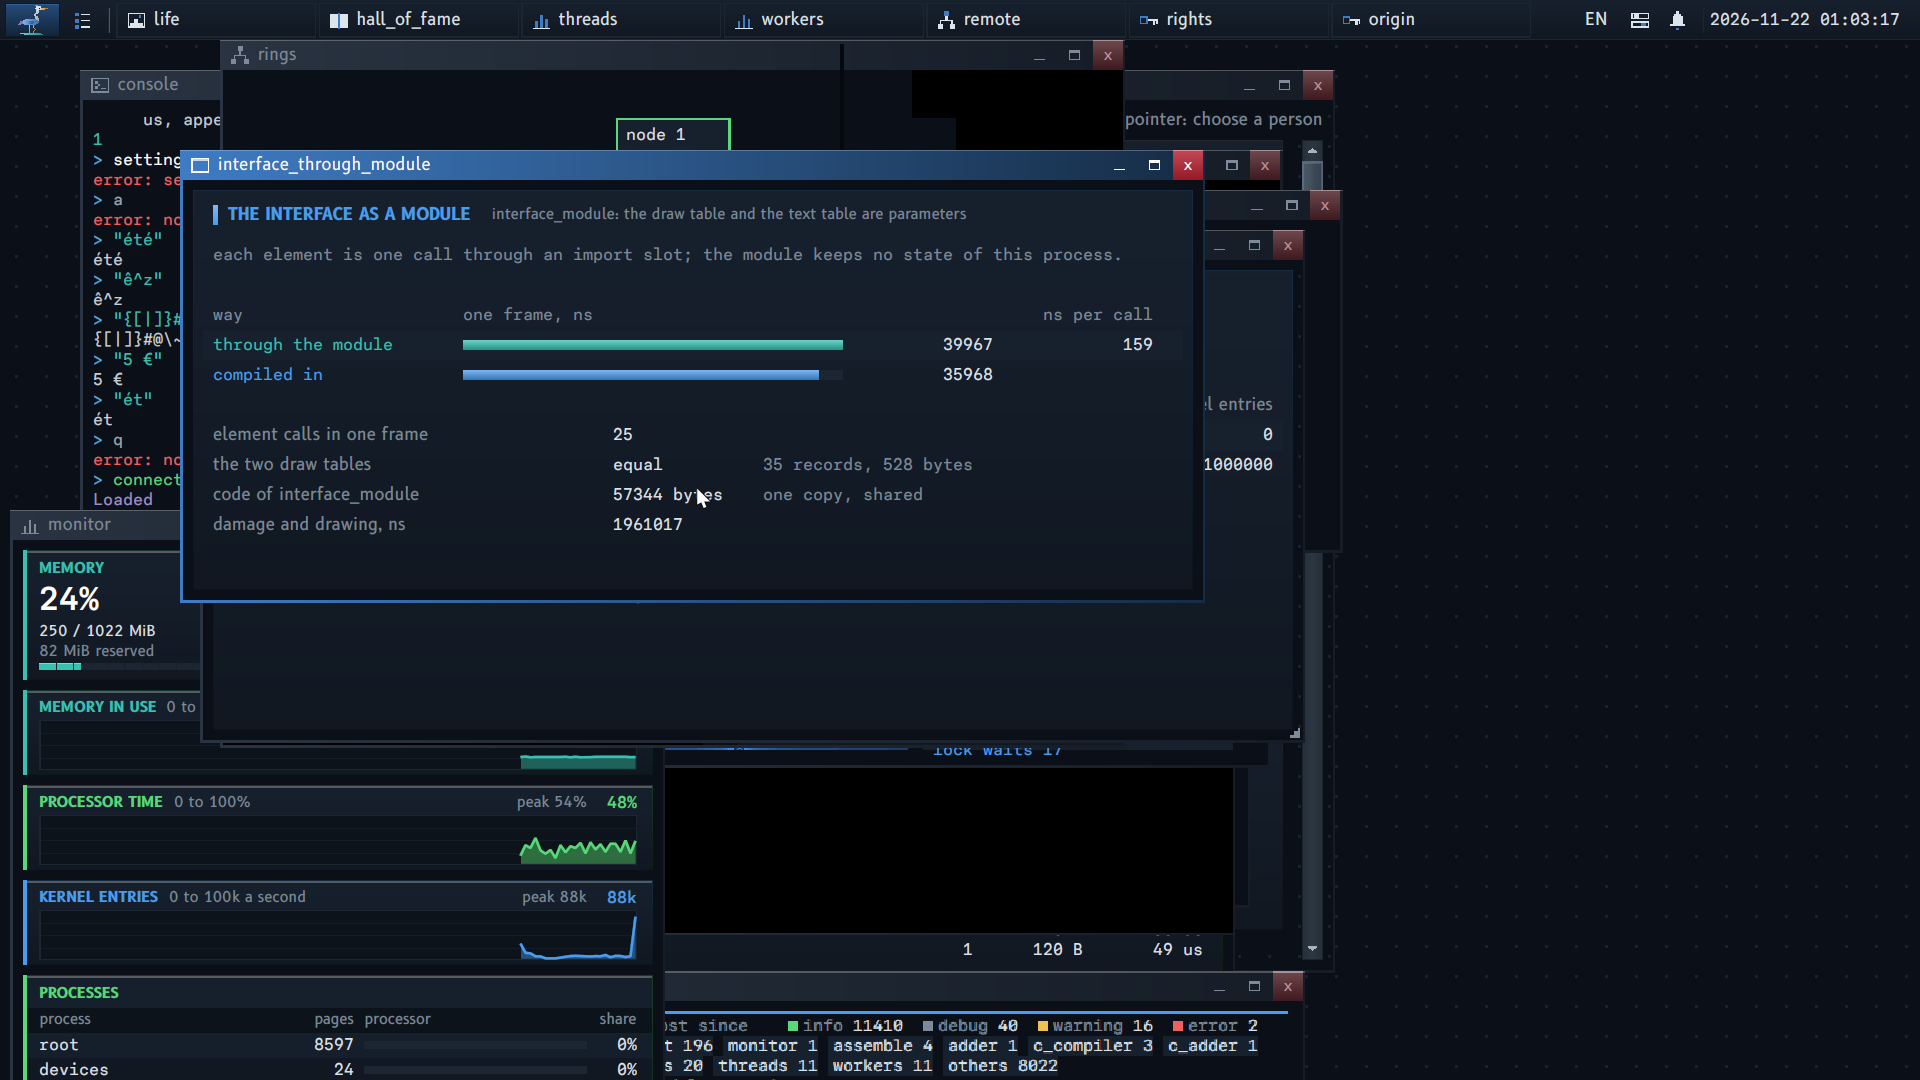 life hall_of_fame threads workers remote rights origin EN 2026-11-22 01:03:17
rings
console
us, appe
1
> setting
error: se
> a
error: no
> "été"
été
> "ê^z"
ê^z
> "{[|]}#
{[|]}#@\~
> "5 €"
5 €
> "ét"
ét
> q
error: no
> connect
Loaded
node 1
pointer: choose a person
interface_through_module
THE INTERFACE AS A MODULE interface_module: the draw table and the text table are parameters
each element is one call through an import slot; the module keeps no state of this process.
way one frame, ns ns per call
through the module 39967 159
compiled in 35968
element calls in one frame 25
the two draw tables equal 35 records, 528 bytes
code of interface_module 57344 bytes one copy, shared
damage and drawing, ns 1961017
entries
0
1000000
monitor
MEMORY
24%
250 / 1022 MiB
82 MiB reserved
MEMORY IN USE 0 to
PROCESSOR TIME 0 to 100% peak 54% 48%
KERNEL ENTRIES 0 to 100k a second peak 88k 88k
PROCESSES
process pages processor share
root 8597 0%
devices 24 0%
lock waits 17
1 120 B 49 us
st since info 11410 debug 40 warning 16 error 2
t 196 monitor 1 assemble 4 adder 1 c_compiler 3 c_adder 1
s 20 threads 11 workers 11 others 8022